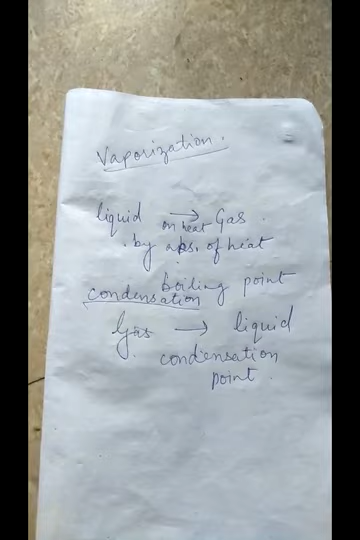 Vaporization.
liquid → Gas.
on heat
by abs. of heat
boiling point
condensation
Gas → liquid
condensation
point.